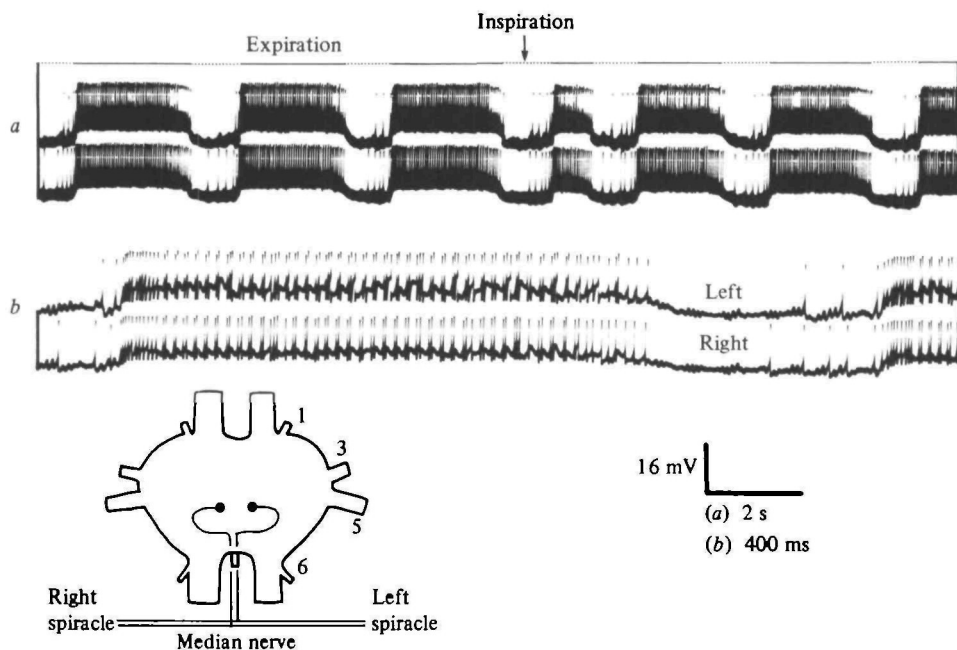 Inspiration
Expiration
a
b
Left
Right
1
3
5
6
16 mV
(a) 2 s
(b) 400 ms
Right
spiracle
Left
spiracle
Median nerve